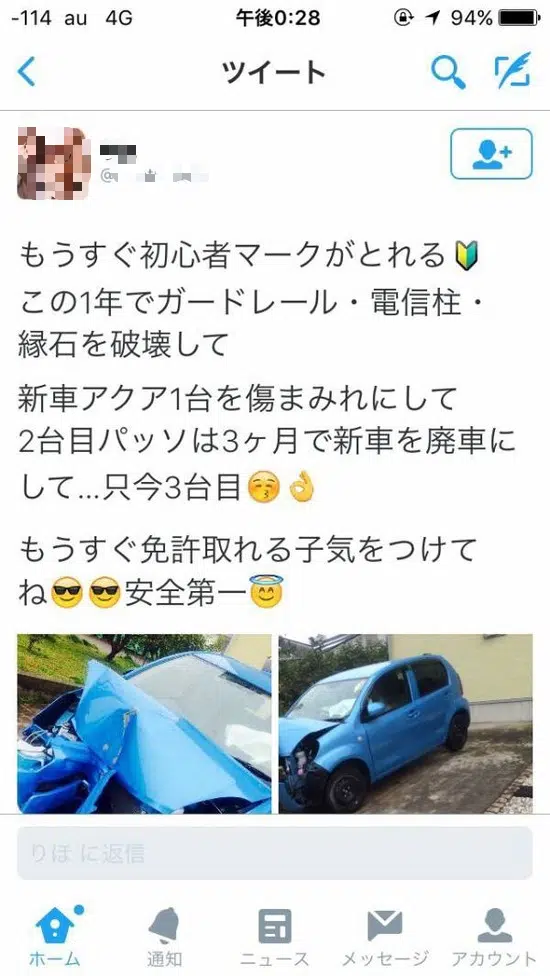 -114 au 4G 午後0:28 94%
ツイート
@
もうすぐ初心者マークがとれる🔰
この1年でガードレール・電信柱・
縁石を破壊して
新車アクア1台を傷まみれにして
2台目パッソは3ヶ月で新車を廃車に
して...只今3台目😚👌
もうすぐ免許取れる子気をつけて
ね😎😎安全第一😇
りほ に返信
ホーム 通知 ニュース メッセージ アカウント